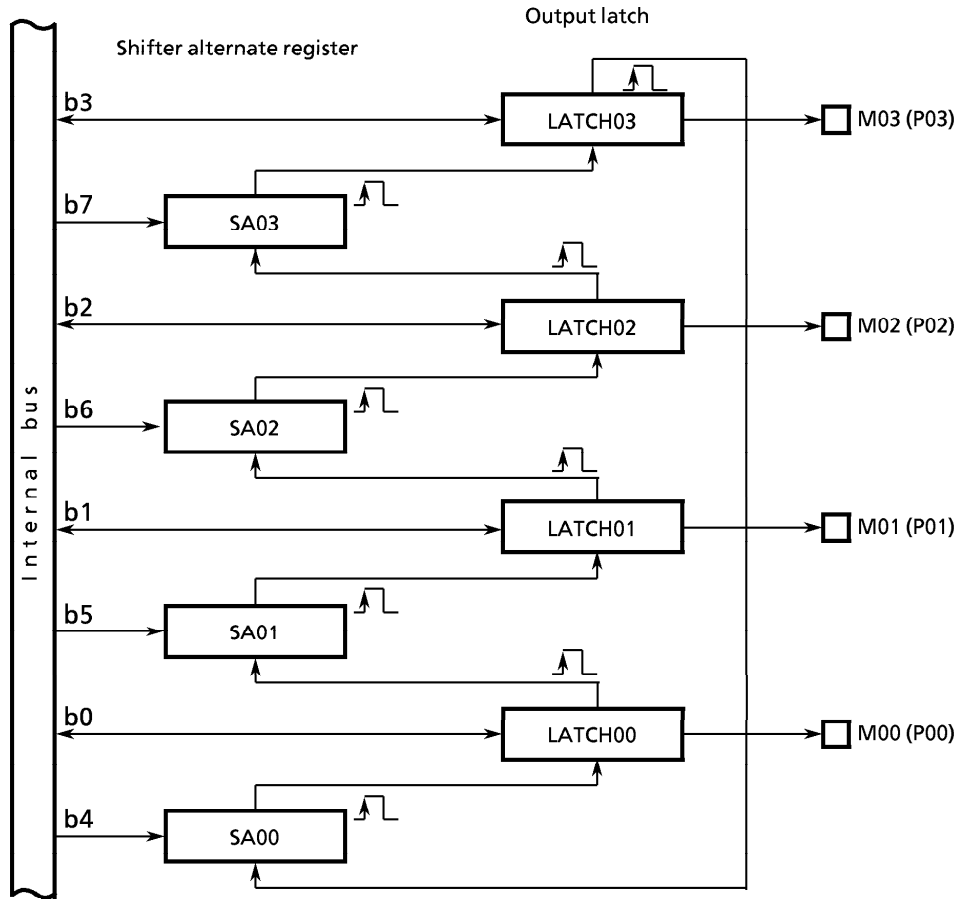 Output latch
Shifter alternate register
b3
LATCH03
M03 (P03)
b7
SA03
b2
LATCH02
M02 (P02)
b6
SA02
Internal bus
b1
LATCH01
M01 (P01)
b5
SA01
b0
LATCH00
M00 (P00)
b4
SA00